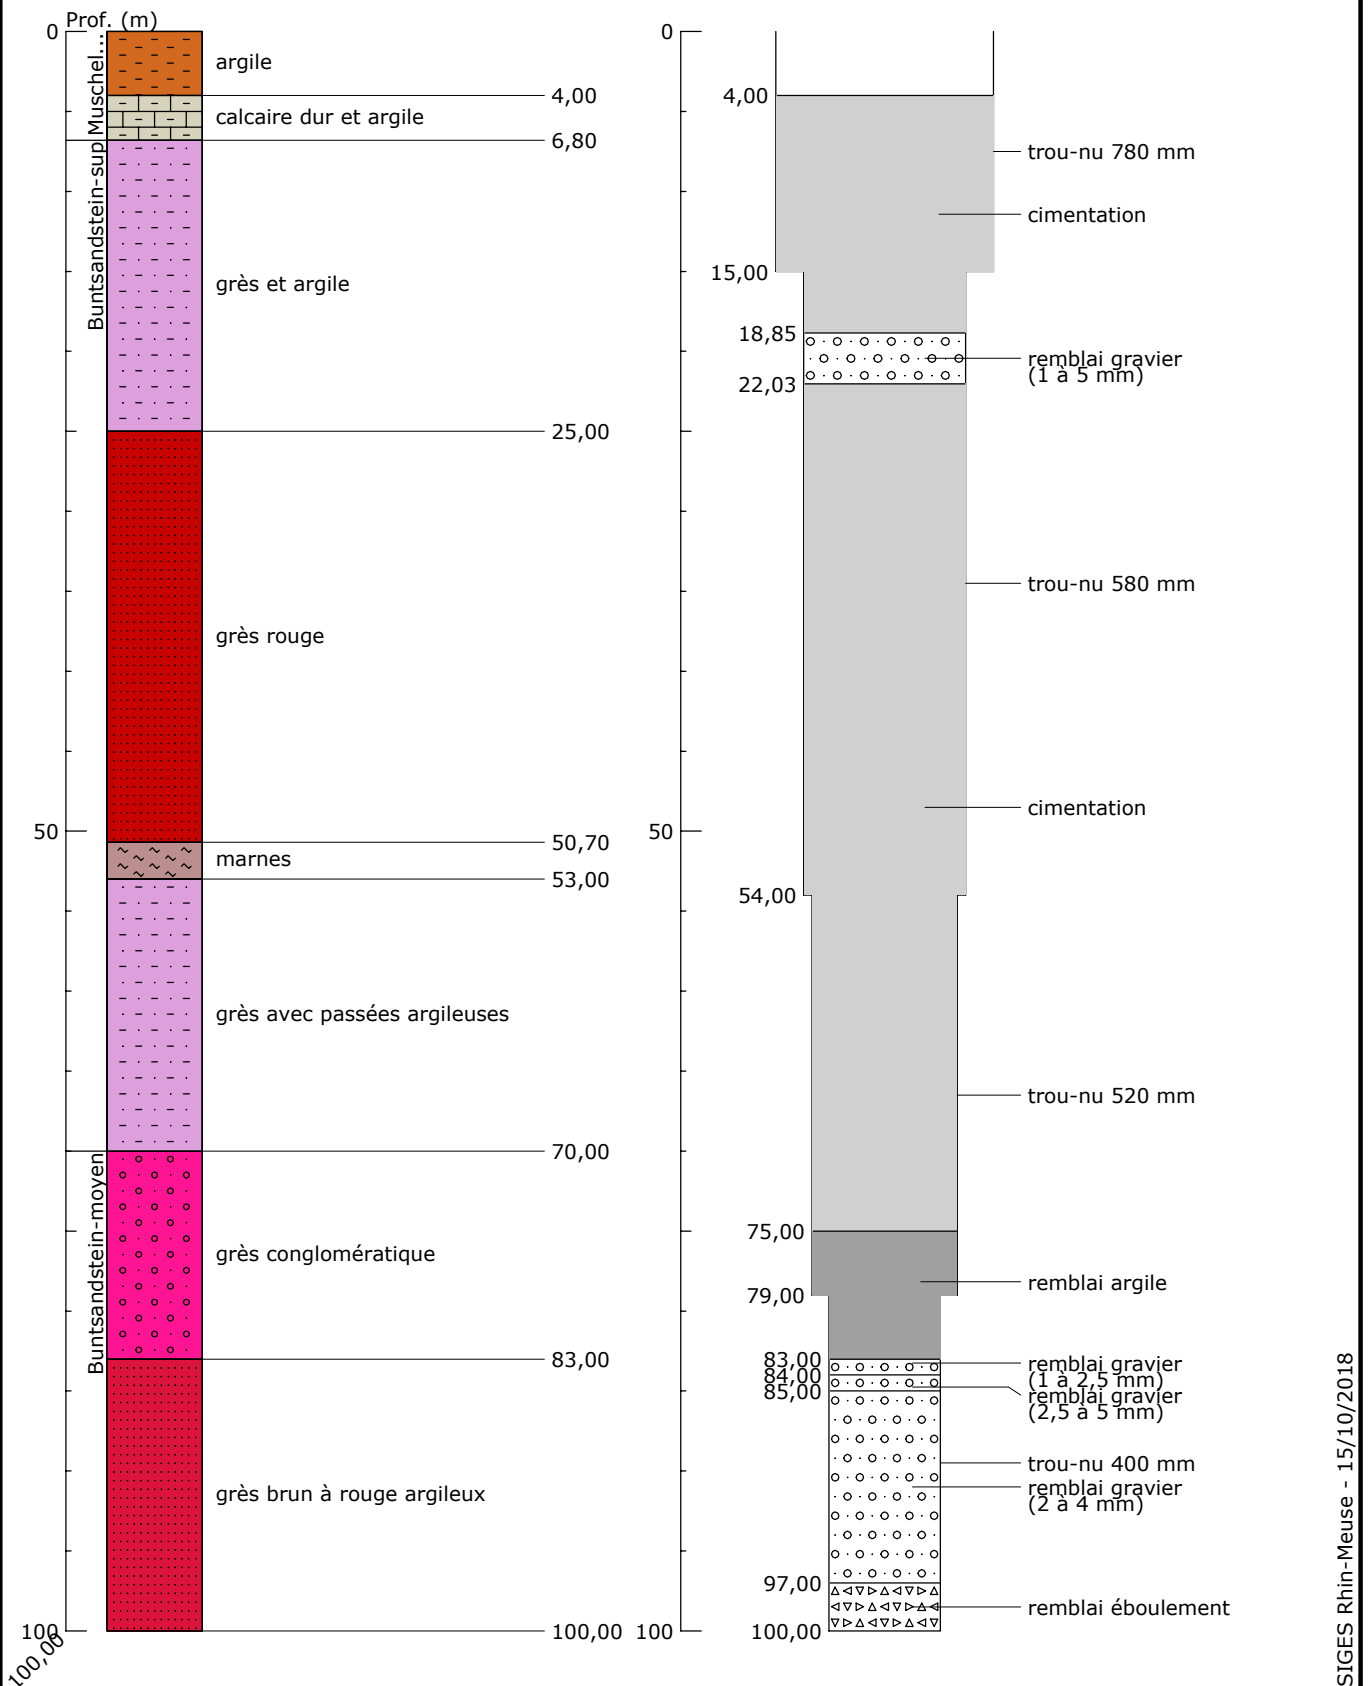 Prof. (m)
0
Muschel...
argile
4,00
calcaire dur et argile
6,80
Buntsandstein-sup
grès et argile
25,00
grès rouge
50
50,70
marnes
53,00
grès avec passées argileuses
70,00
Buntsandstein-moyen
grès conglomératique
83,00
grès brun à rouge argileux
100
100,00
100,00
0
4,00
trou-nu 780 mm
cimentation
15,00
18,85
remblai gravier
(1 à 5 mm)
22,03
trou-nu 580 mm
50
cimentation
54,00
trou-nu 520 mm
75,00
remblai argile
79,00
83,00
remblai gravier
(1 à 2,5 mm)
84,00
85,00
remblai gravier
(2,5 à 5 mm)
trou-nu 400 mm
remblai gravier
(2 à 4 mm)
97,00
remblai éboulement
100
100,00
SIGES Rhin-Meuse - 15/10/2018